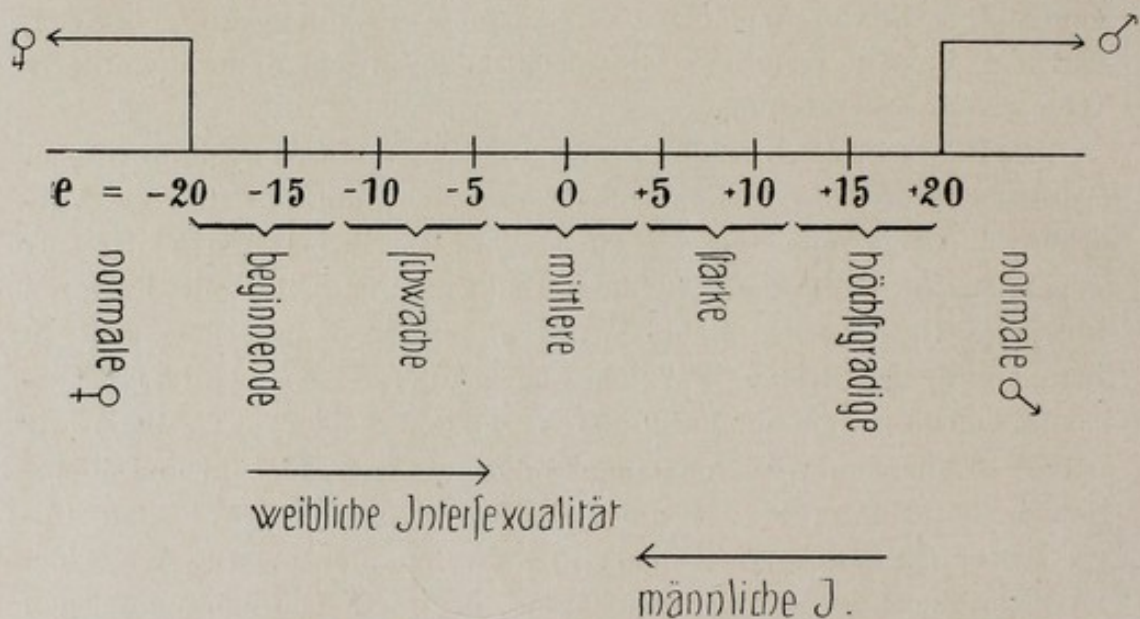 ♀ ♂
e = -20 -15 -10 -5 0 +5 +10 +15 +20
normale ♀
beginnende
ſchwache
mittlere
ſtarke
höchſtgradige
normale ♂
weibliche Interſexualität
männliche I.